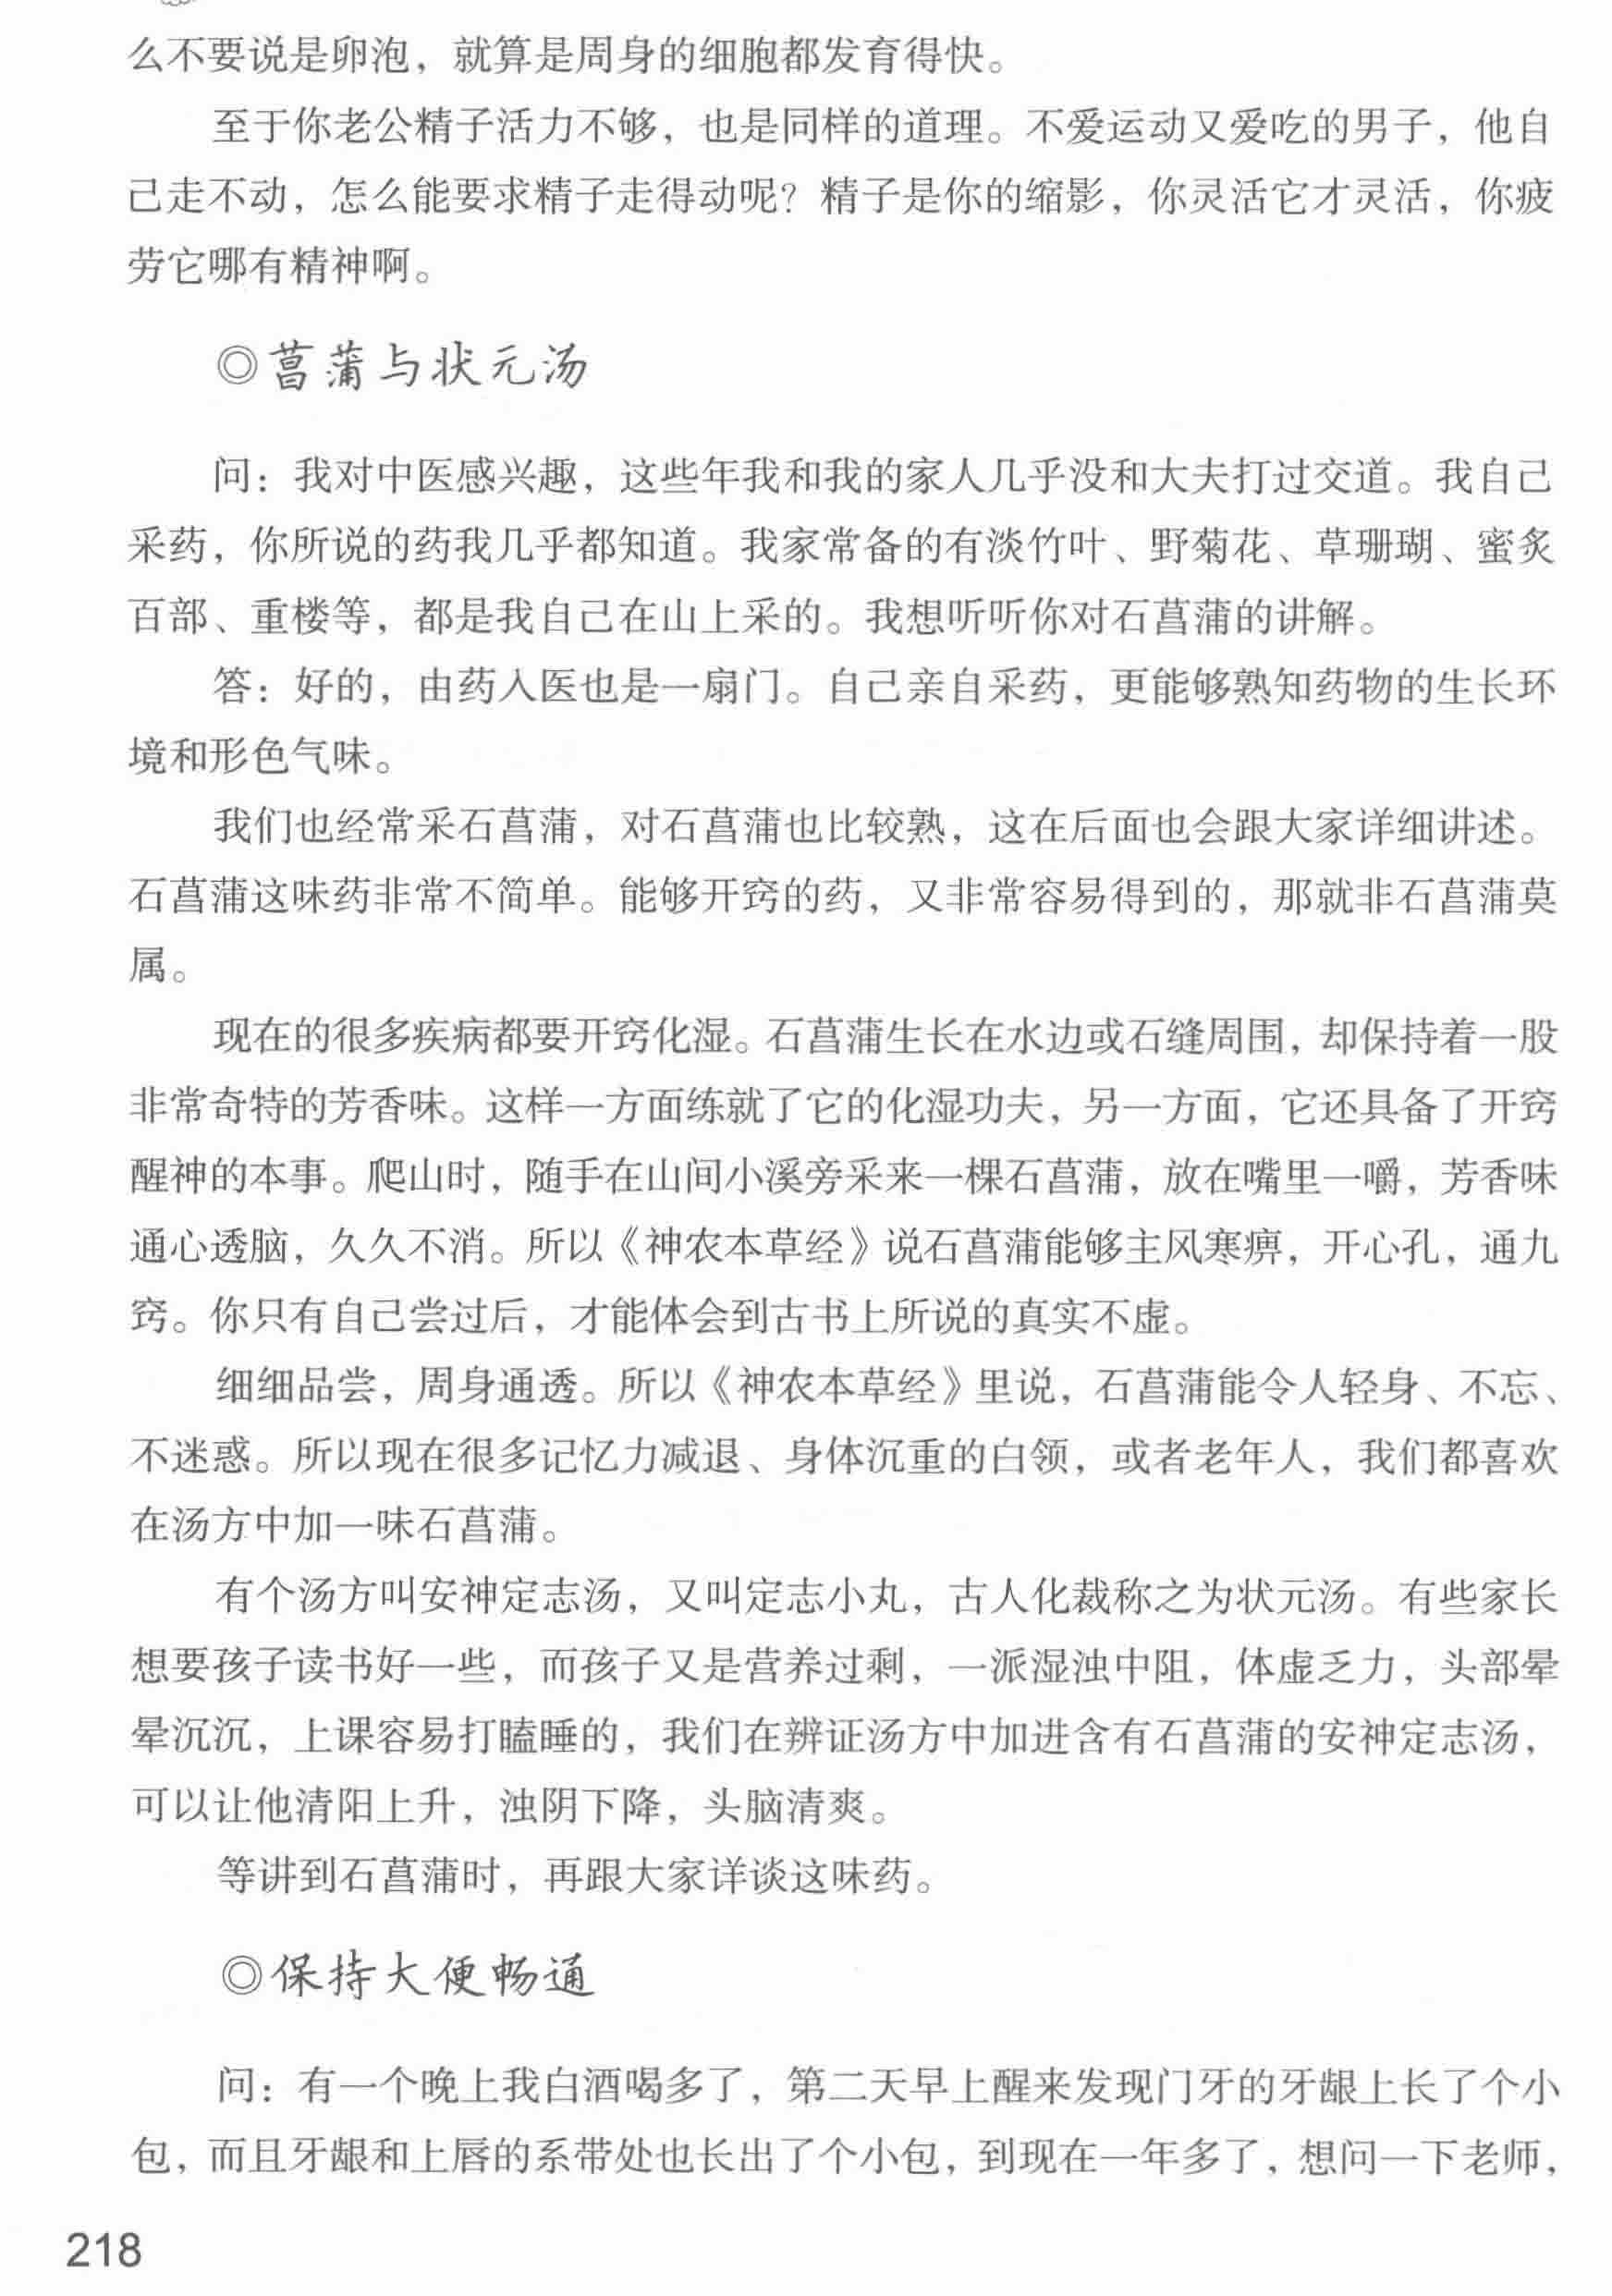 么不要说是卵泡，就算是周身的细胞都发育得快。
至于你老公精子活力不够，也是同样的道理。不爱运动又爱吃的男子，他自
己走不动，怎么能要求精子走得动呢？精子是你的缩影，你灵活它才灵活，你疲
劳它哪有精神啊。
◎菖蒲与状元汤
问：我对中医感兴趣，这些年我和我的家人几乎没和大夫打过交道。我自己
采药，你所说的药我几乎都知道。我家常备的有淡竹叶、野菊花、草珊瑚、蜜炙
百部、重楼等，都是我自己在山上采的。我想听听你对石菖蒲的讲解。
答：好的，由药入医也是一扇门。自己亲自采药，更能够熟知药物的生长环
境和形色气味。
我们也经常采石菖蒲，对石菖蒲也比较熟，这在后面也会跟大家详细讲述。
石菖蒲这味药非常不简单。能够开窍的药，又非常容易得到的，那就非石菖蒲莫
属。
现在的很多疾病都要开窍化湿。石菖蒲生长在水边或石缝周围，却保持着一股
非常奇特的芳香味。这样一方面练就了它的化湿功夫，另一方面，它还具备了开窍
醒神的本事。爬山时，随手在山间小溪旁采来一棵石菖蒲，放在嘴里一嚼，芳香味
通心透脑，久久不消。所以《神农本草经》说石菖蒲能够主风寒痹，开心孔，通九
窍。你只有自己尝过后，才能体会到古书上所说的真实不虚。
细细品尝，周身通透。所以《神农本草经》里说，石菖蒲能令人轻身、不忘、
不迷惑。所以现在很多记忆力减退、身体沉重的白领，或者老年人，我们都喜欢
在汤方中加一味石菖蒲。
有个汤方叫安神定志汤，又叫定志小丸，古人化裁称之为状元汤。有些家长
想要孩子读书好一些，而孩子又是营养过剩，一派湿浊中阻，体虚乏力，头部晕
晕沉沉，上课容易打瞌睡的，我们在辨证汤方中加进含有石菖蒲的安神定志汤，
可以让他清阳上升，浊阴下降，头脑清爽。
等讲到石菖蒲时，再跟大家详谈这味药。
◎保持大便畅通
问：有一个晚上我白酒喝多了，第二天早上醒来发现门牙的牙龈上长了个小
包，而且牙龈和上唇的系带处也长出了个小包，到现在一年多了，想问一下老师，
218